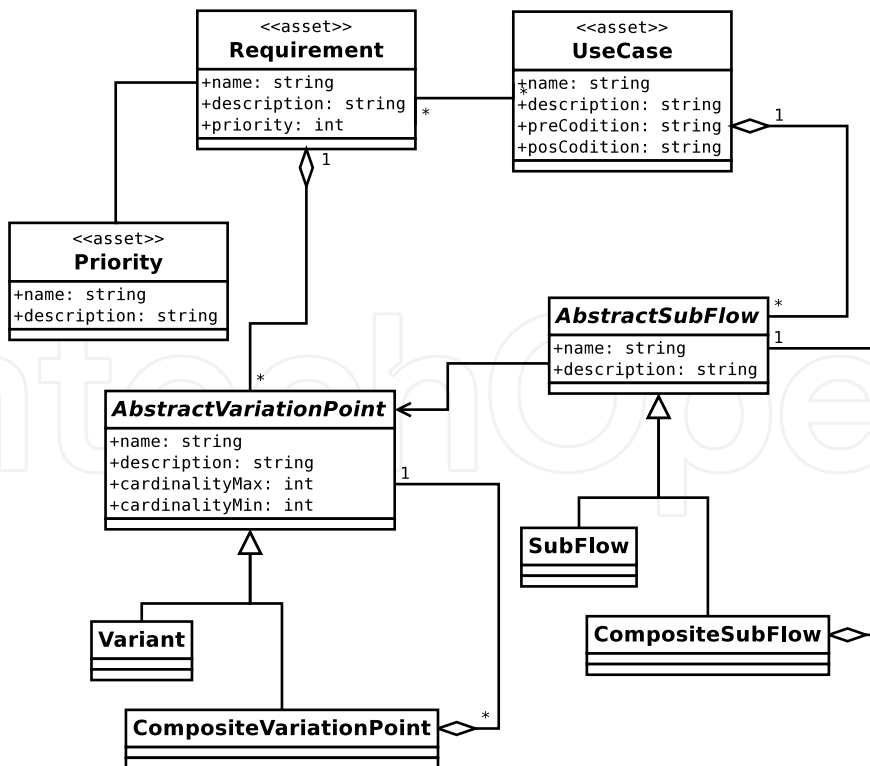 <<asset>>
Requirement
+name: string
+description: string
+priority: int
<<asset>>
UseCase
+name: string
+description: string
+preCodition: string
+posCodition: string
*
*
1
1
<<asset>>
Priority
+name: string
+description: string
*
1
AbstractSubFlow
+name: string
+description: string
*
AbstractVariationPoint
+name: string
+description: string
+cardinalityMax: int
+cardinalityMin: int
1
SubFlow
Variant
CompositeSubFlow
CompositeVariationPoint
*